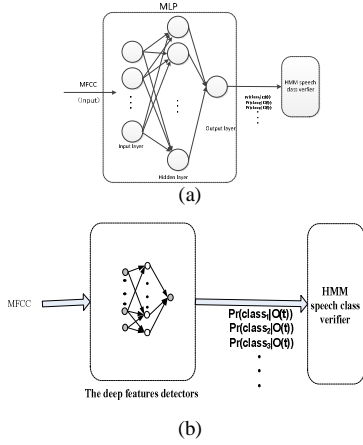 MLP
MFCC
(input)
Input layer
Hidden layer
Output layer
HMM speech
class verfier
(a)
MFCC
Pr(class₁|O(t))
Pr(class₂|O(t))
Pr(class₃|O(t))
HMM
speech class
verifier
The deep features detectors
(b)